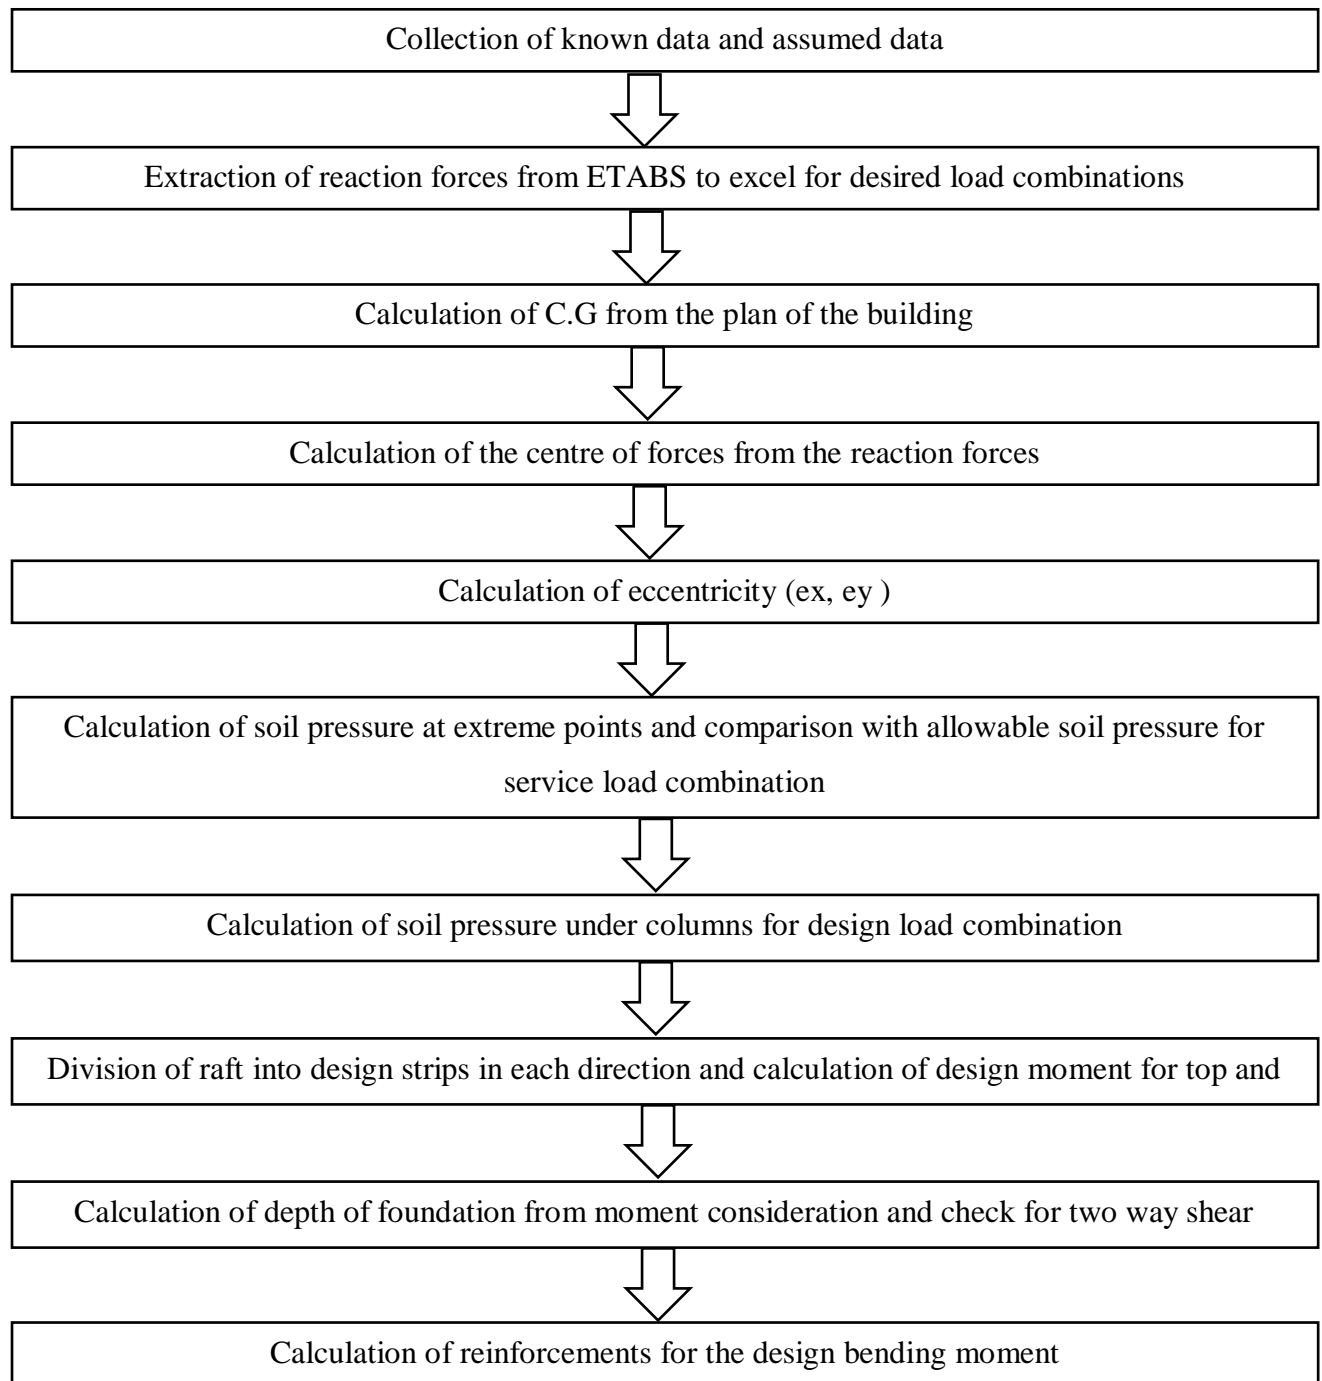 Collection of known data and assumed data
Extraction of reaction forces from ETABS to excel for desired load combinations
Calculation of C.G from the plan of the building
Calculation of the centre of forces from the reaction forces
Calculation of eccentricity (ex, ey )
Calculation of soil pressure at extreme points and comparison with allowable soil pressure for
service load combination
Calculation of soil pressure under columns for design load combination
Division of raft into design strips in each direction and calculation of design moment for top and
Calculation of depth of foundation from moment consideration and check for two way shear
Calculation of reinforcements for the design bending moment